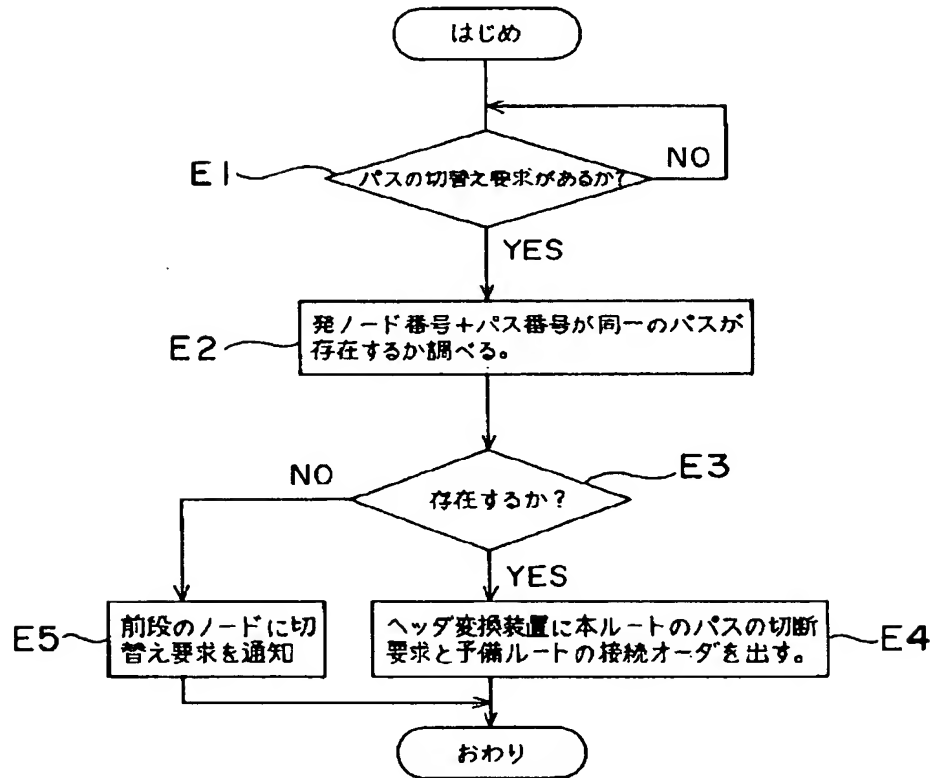 はじめ
NO
E1
パスの切替え要求があるか?
YES
発ノード番号+パス番号が同一のパスが
存在するか調べる。
E2
E3
NO
存在するか?
YES
E5
前段のノードに切
替え要求を通知
ヘッダ変換装置に本ルートのパスの切断
要求と予備ルートの接続オーダを出す。
E4
おわり